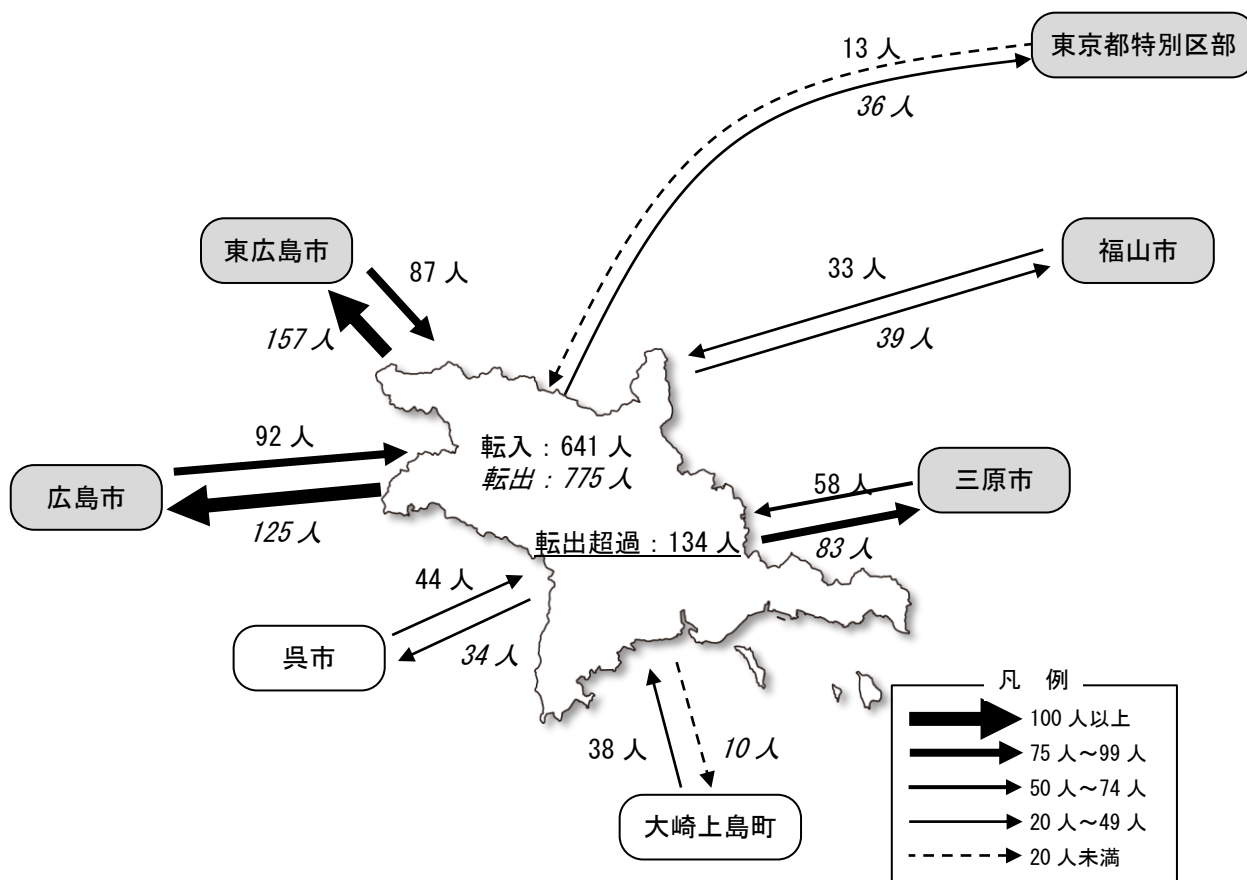 13 人
東京都特別区部
36 人
東広島市
87 人
157 人
33 人
福山市
39 人
92 人
広島市
125 人
転入：641 人
転出：775 人
転出超過：134 人
58 人
三原市
83 人
44 人
呉市
34 人
38 人
10 人
大崎上島町
凡　例
100 人以上
75 人～99 人
50 人～74 人
20 人～49 人
20 人未満